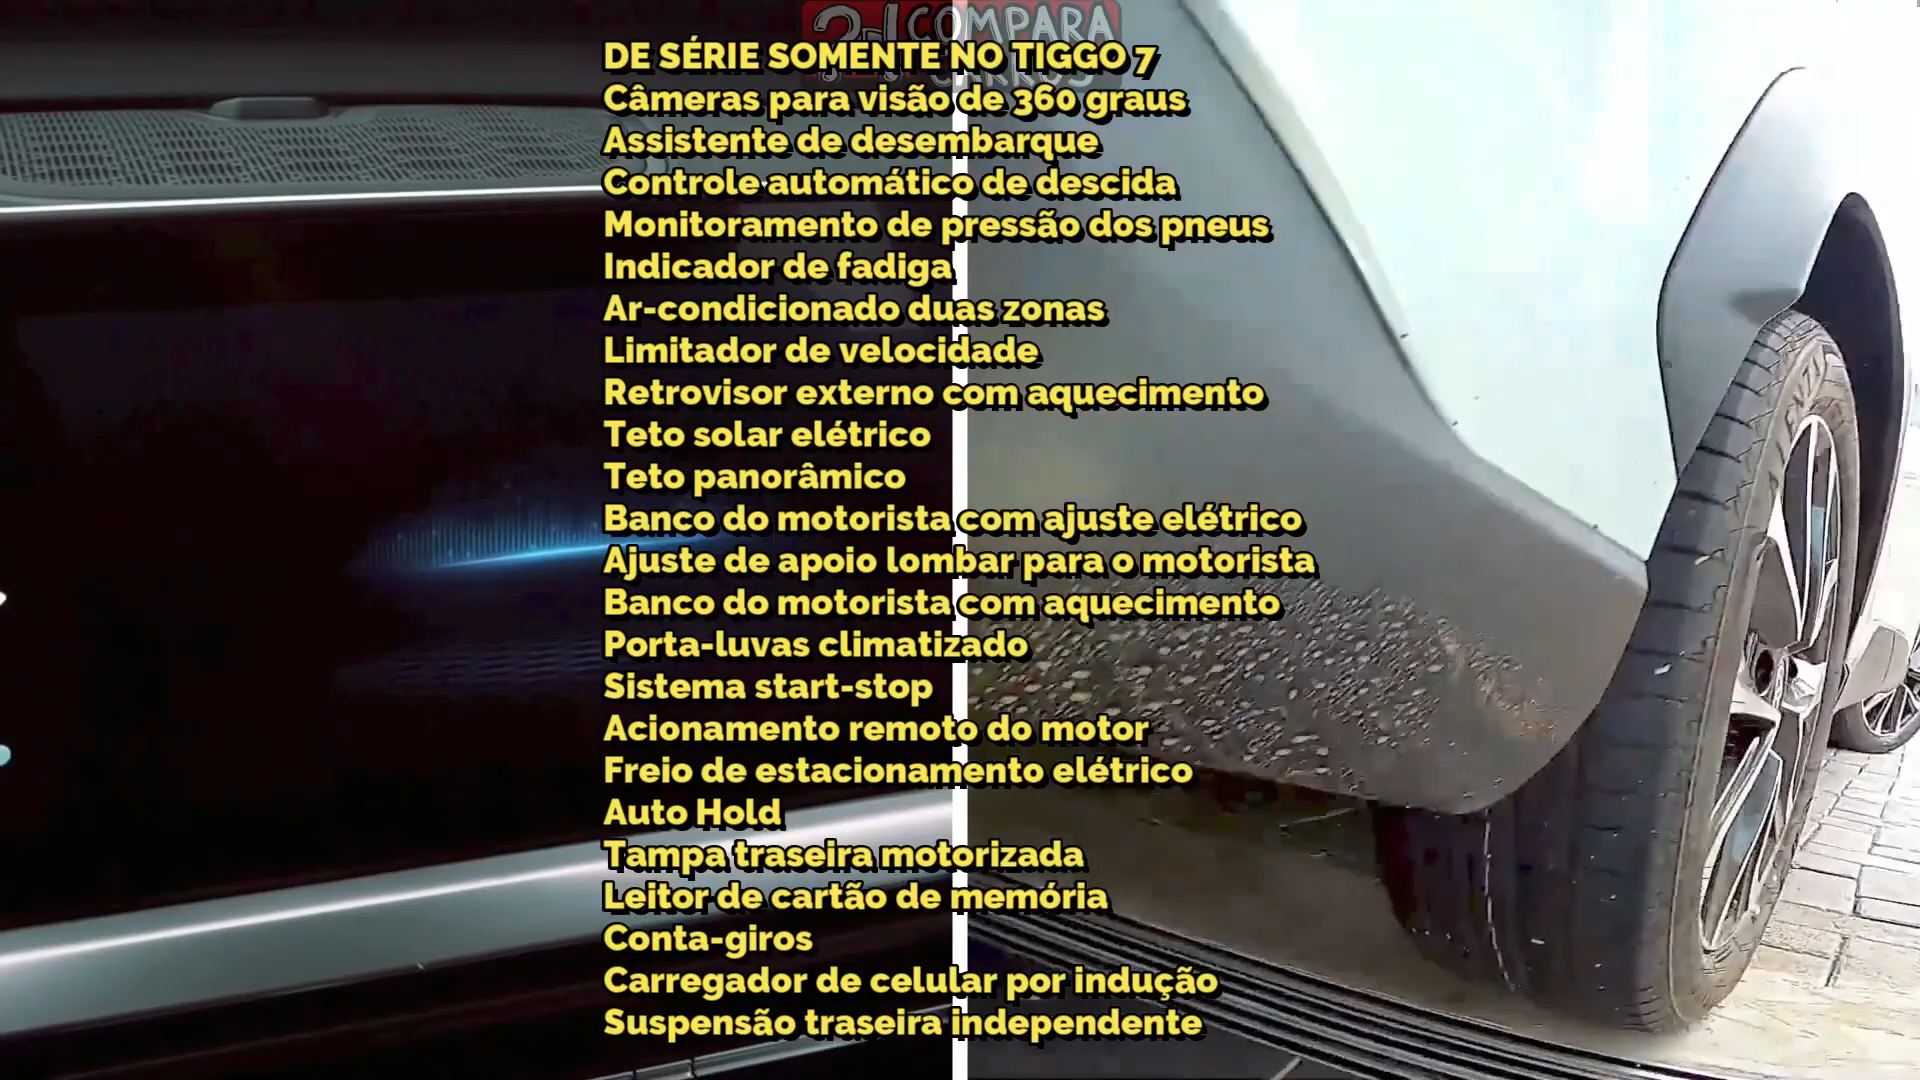 COMPARA
CARROS
DE SÉRIE SOMENTE NO TIGGO 7
Câmeras para visão de 360 graus
Assistente de desembarque
Controle automático de descida
Monitoramento de pressão dos pneus
Indicador de fadiga
Ar-condicionado duas zonas
Limitador de velocidade
Retrovisor externo com aquecimento
Teto solar elétrico
Teto panorâmico
Banco do motorista com ajuste elétrico
Ajuste de apoio lombar para o motorista
Banco do motorista com aquecimento
Porta-luvas climatizado
Sistema start-stop
Acionamento remoto do motor
Freio de estacionamento elétrico
Auto Hold
Tampa traseira motorizada
Leitor de cartão de memória
Conta-giros
Carregador de celular por indução
Suspensão traseira independente